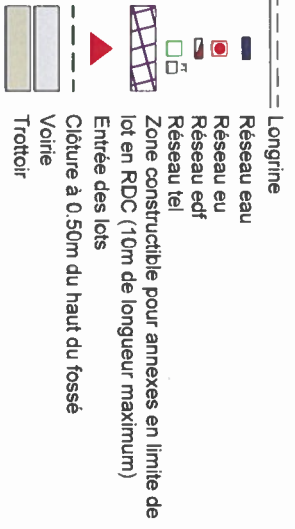 Longrine
Réseau eau
Réseau eu
Réseau edf
Réseau tel
PT
Zone constructible pour annexes en limite de
lot en RDC (10m de longueur maximum)
Entrée des lots
Clôture à 0.50m du haut du fossé
Voirie
Trottoir